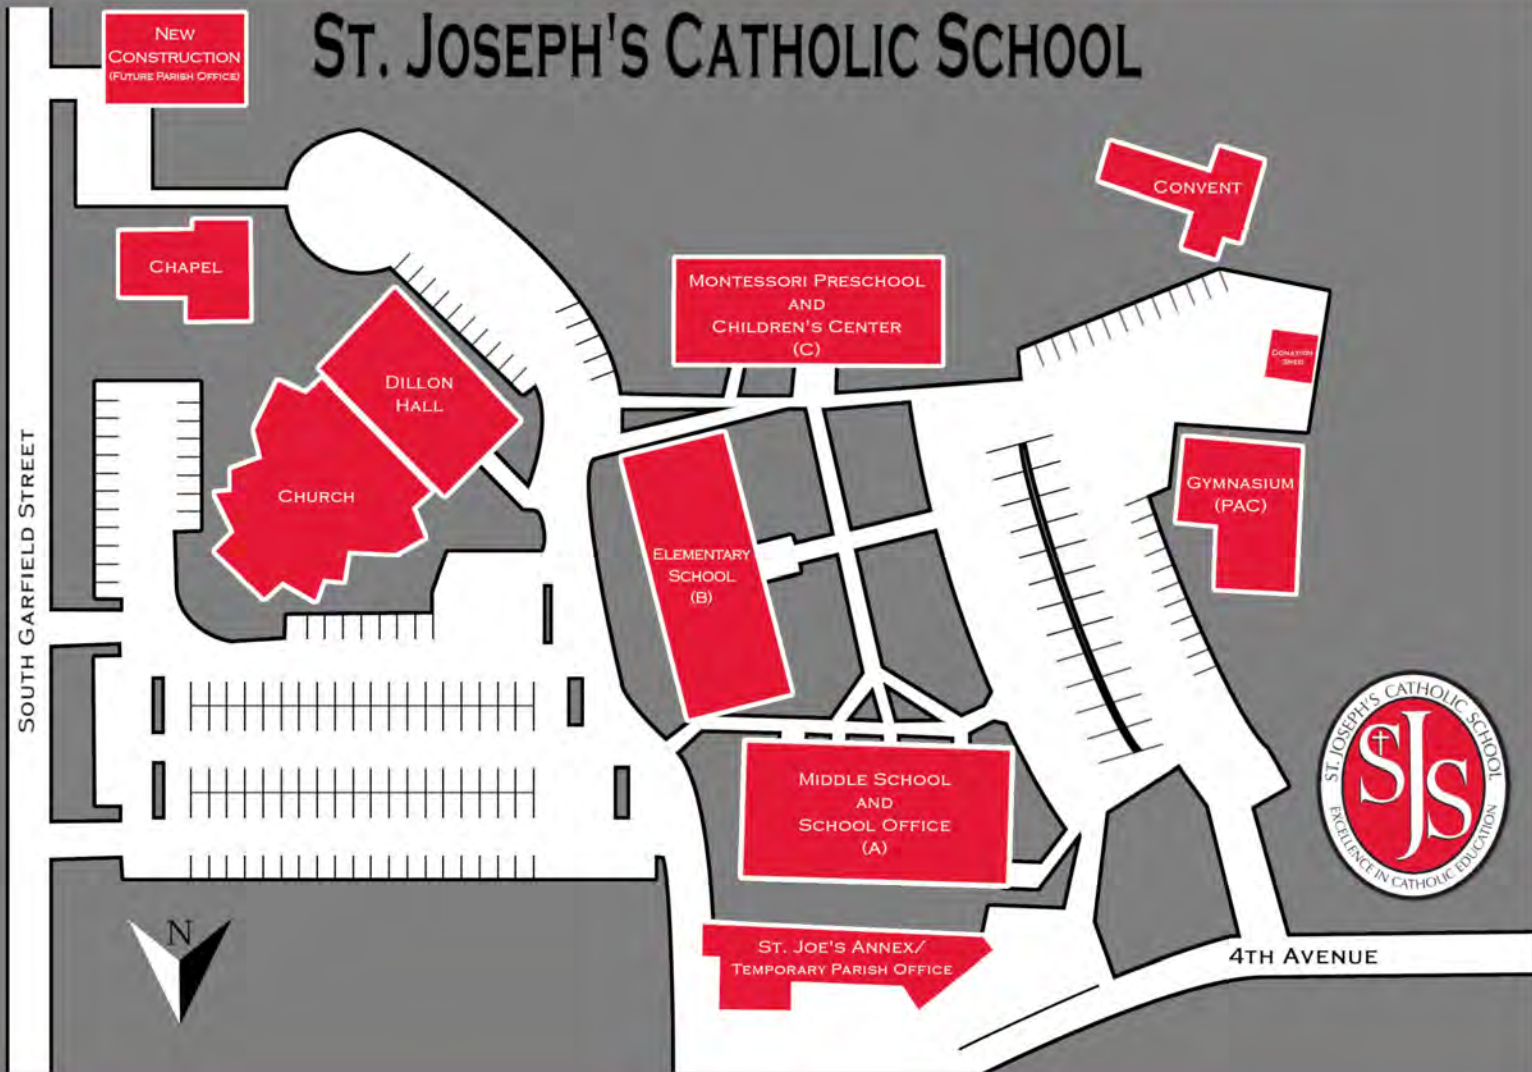 ST. JOSEPH'S CATHOLIC SCHOOL
NEW
CONSTRUCTION
(FUTURE PARISH OFFICE)
CONVENT
CHAPEL
MONTESSORI PRESCHOOL
AND
CHILDREN'S CENTER
(C)
DONATION
SHED
DILLON
HALL
CHURCH
GYMNASIUM
(PAC)
ELEMENTARY
SCHOOL
(B)
SOUTH GARFIELD STREET
MIDDLE SCHOOL
AND
SCHOOL OFFICE
(A)
ST. JOSEPH'S CATHOLIC SCHOOL
SJS
EXCELLENCE IN CATHOLIC EDUCATION
N
ST. JOE'S ANNEX/
TEMPORARY PARISH OFFICE
4TH AVENUE